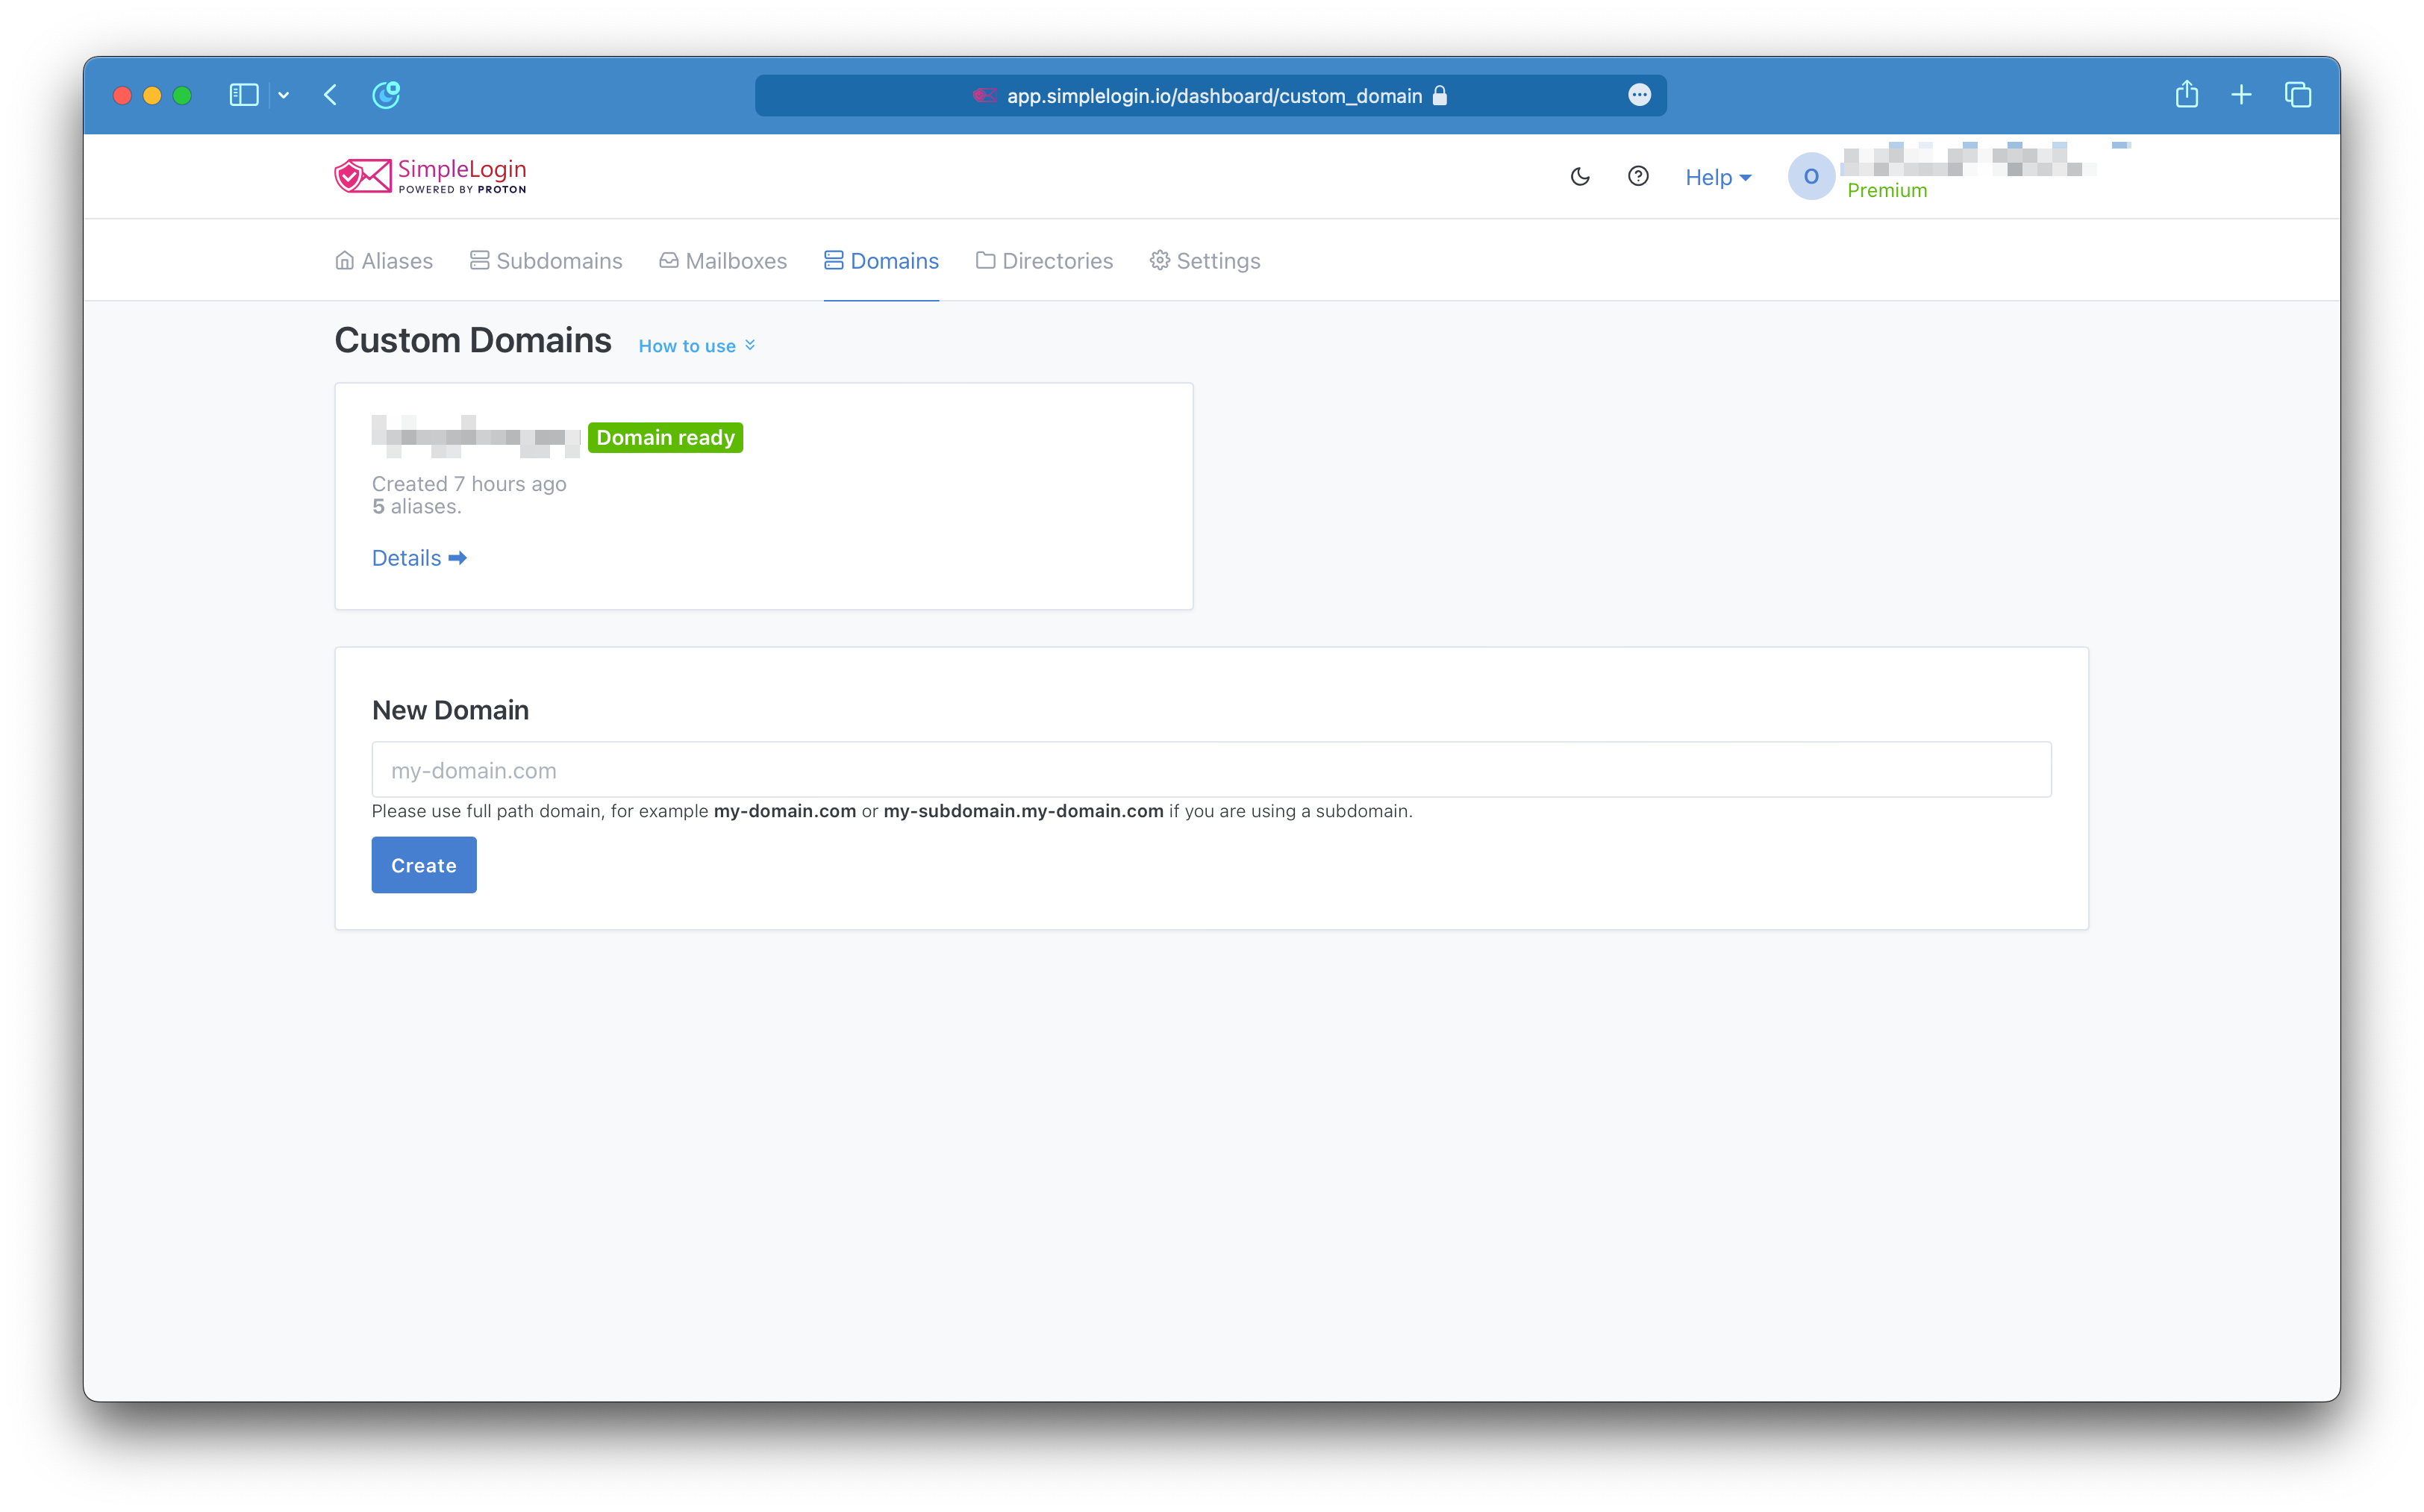 app.simplelogin.io/dashboard/custom_domain
SimpleLogin
POWERED BY PROTON
Help
O
Premium
Aliases
Subdomains
Mailboxes
Domains
Directories
Settings
Custom Domains
How to use
Domain ready
Created 7 hours ago
5 aliases.
Details
New Domain
my-domain.com
Please use full path domain, for example my-domain.com or my-subdomain.my-domain.com if you are using a subdomain.
Create